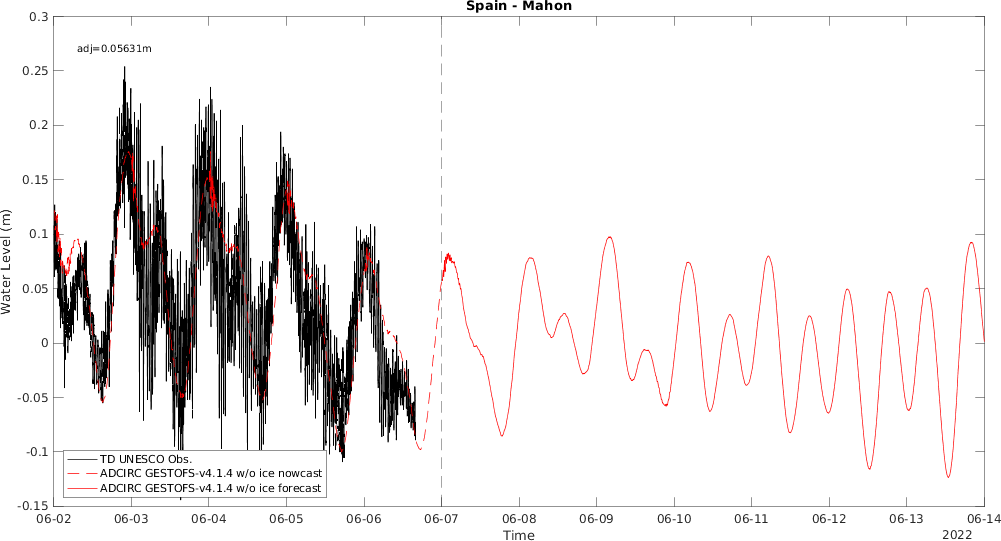 Spain - Mahon
adj=0.05631m
0.3
0.25
0.2
0.15
0.1
0.05
0
-0.05
-0.1
-0.15
Water Level (m)
TD UNESCO Obs.
ADCIRC GESTOFS-v4.1.4 w/o ice nowcast
ADCIRC GESTOFS-v4.1.4 w/o ice forecast
06-02 06-03 06-04 06-05 06-06 06-07 06-08 06-09 06-10 06-11 06-12 06-13 06-14
Time
2022